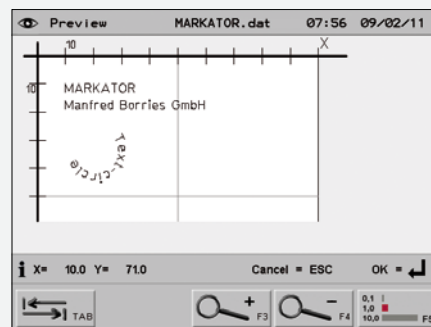 Preview MARKATOR.dat 07:56 09/02/11
10 X
10
MARKATOR
Manfred Borries GmbH
Text-circle
i X= 10.0 Y= 71.0 Cancel = ESC OK =
TAB + F3 - F4 0,1 1,0 10,0 F5